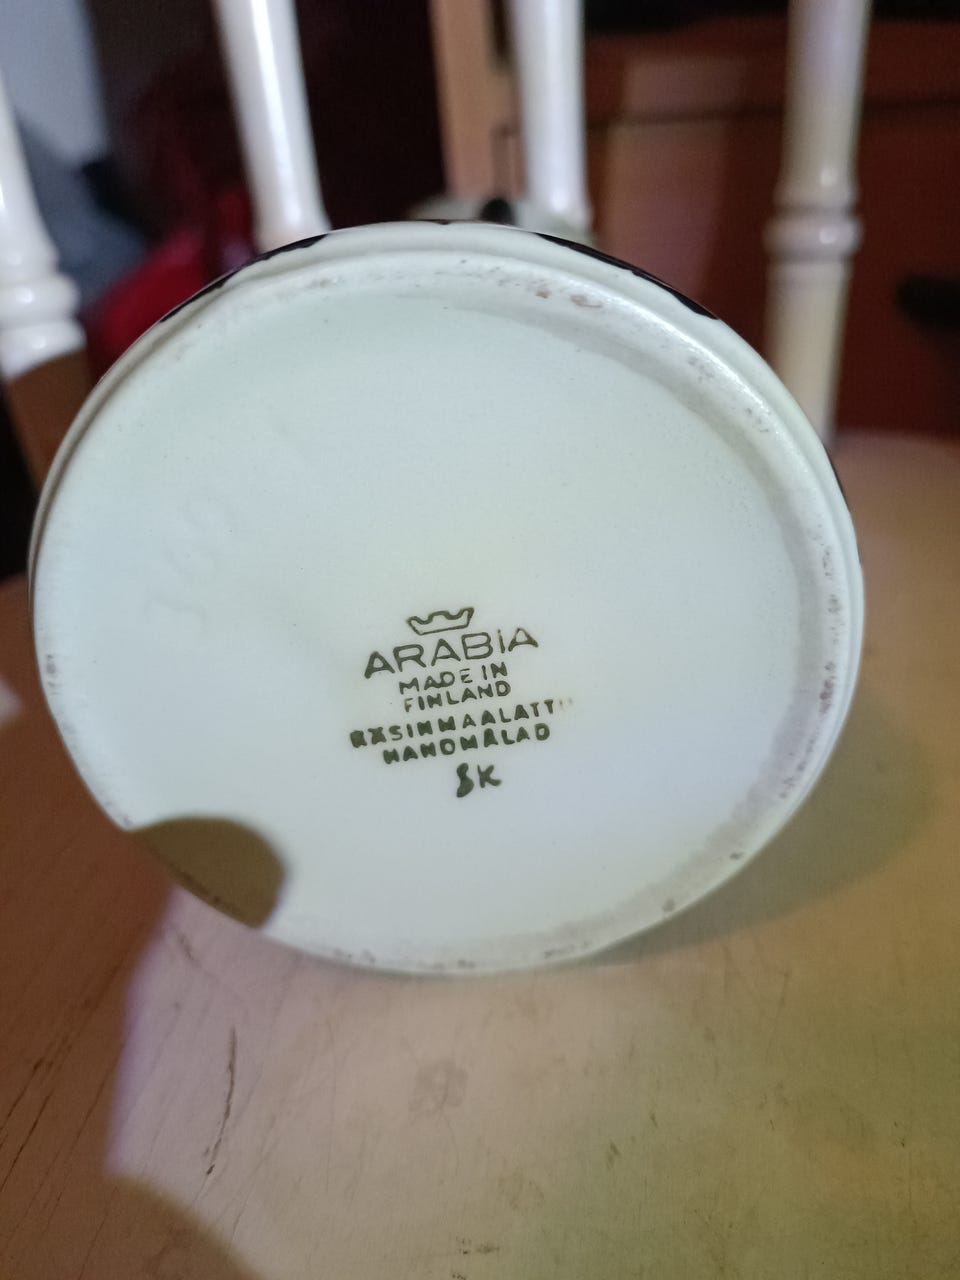 ARABIA
MADE IN
FINLAND
KÄSINMAALATTU
HANDMÅLAD
SK